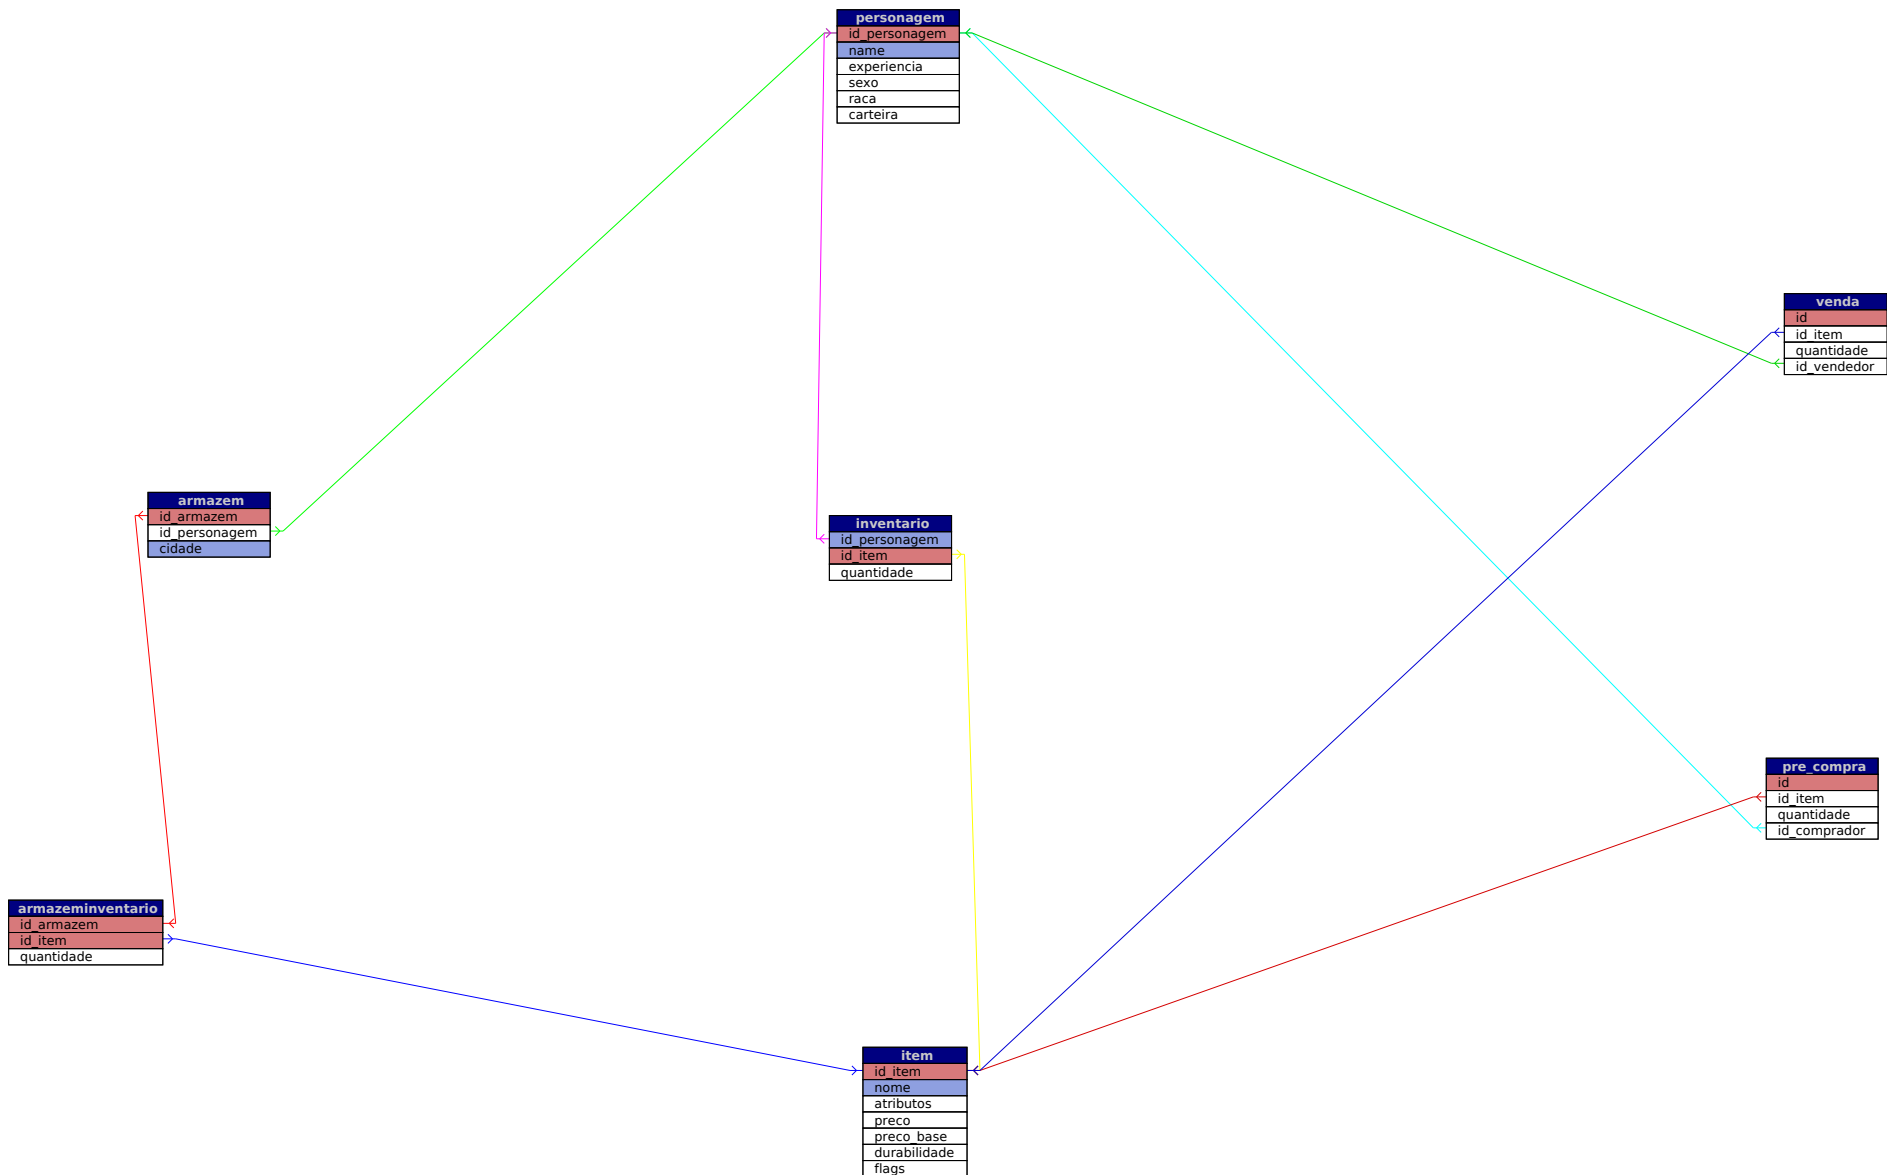 personagem
id_personagem
name
experiencia
sexo
raca
carteira
venda
id
id_item
quantidade
id_vendedor
armazem
id_armazem
id_personagem
cidade
inventario
id_personagem
id_item
quantidade
pre_compra
id
id_item
quantidade
id_comprador
armazeminventario
id_armazem
id_item
quantidade
item
id_item
nome
atributos
preco
preco_base
durabilidade
flags